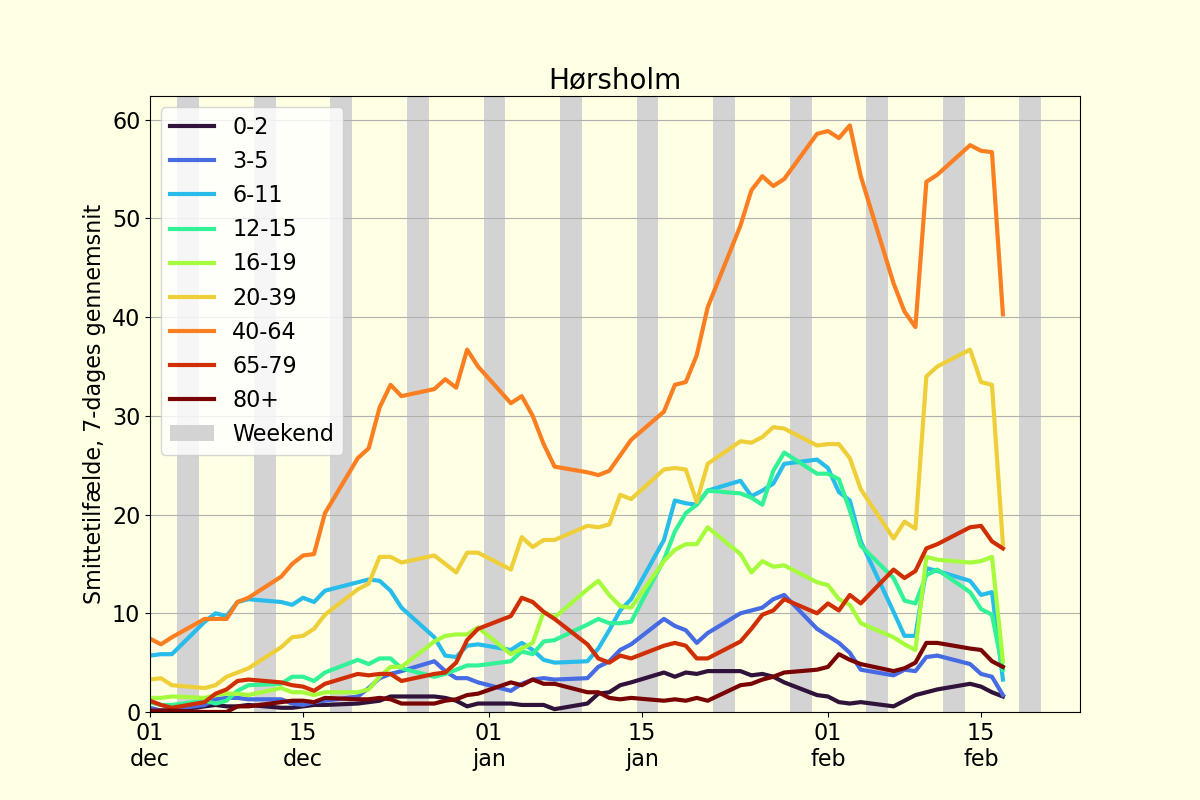 Hørsholm
Smittetilfælde, 7-dages gennemsnit
60
50
40
30
20
10
0
0-2
3-5
6-11
12-15
16-19
20-39
40-64
65-79
80+
Weekend
01
dec
15
dec
01
jan
15
jan
01
feb
15
feb